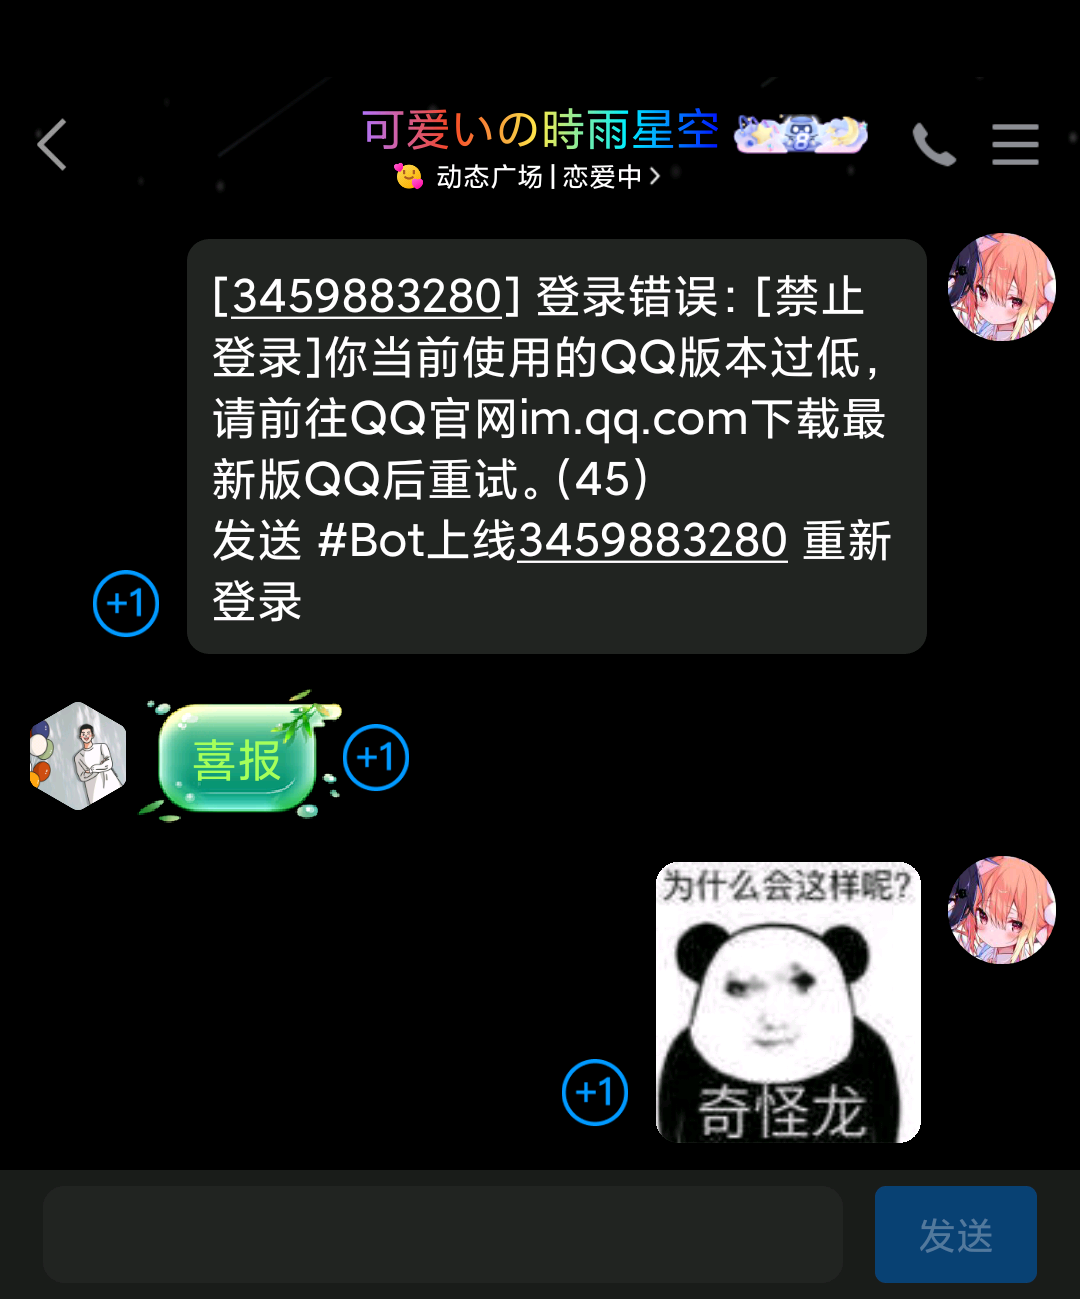 可爱いの時雨星空
动态广场|恋爱中
[3459883280] 登录错误：[禁止
登录]你当前使用的QQ版本过低，
请前往QQ官网im.qq.com下载最
新版QQ后重试。(45)
发送 #Bot上线3459883280 重新
登录
+1
喜报
+1
为什么会这样呢?
奇怪龙
+1
发送